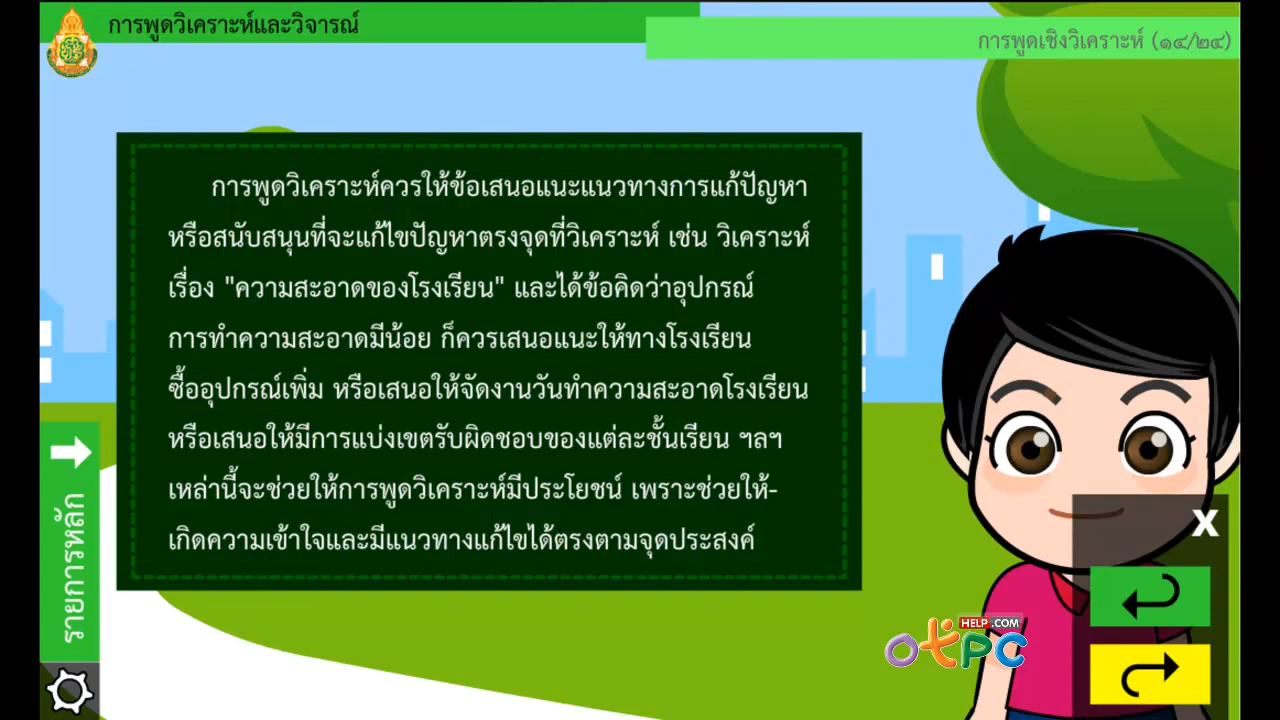 การพูดวิเคราะห์และวิจารณ์
การพูดเชิงวิเคราะห์ (๑๔/๒๔)
การพูดวิเคราะห์ควรให้ข้อเสนอแนะแนวทางการแก้ปัญหา
หรือสนับสนุนที่จะแก้ไขปัญหาตรงจุดที่วิเคราะห์ เช่น วิเคราะห์
เรื่อง "ความสะอาดของโรงเรียน" และได้ข้อคิดว่าอุปกรณ์
การทำความสะอาดมีน้อย ก็ควรเสนอแนะให้ทางโรงเรียน
ซื้ออุปกรณ์เพิ่ม หรือเสนอให้จัดงานวันทำความสะอาดโรงเรียน
หรือเสนอให้มีการแบ่งเขตรับผิดชอบของแต่ละชั้นเรียน ฯลฯ
เหล่านี้จะช่วยให้การพูดวิเคราะห์มีประโยชน์ เพราะช่วยให้-
เกิดความเข้าใจและมีแนวทางแก้ไขได้ตรงตามจุดประสงค์
รายการหลัก
X
HELP .COM
otpc